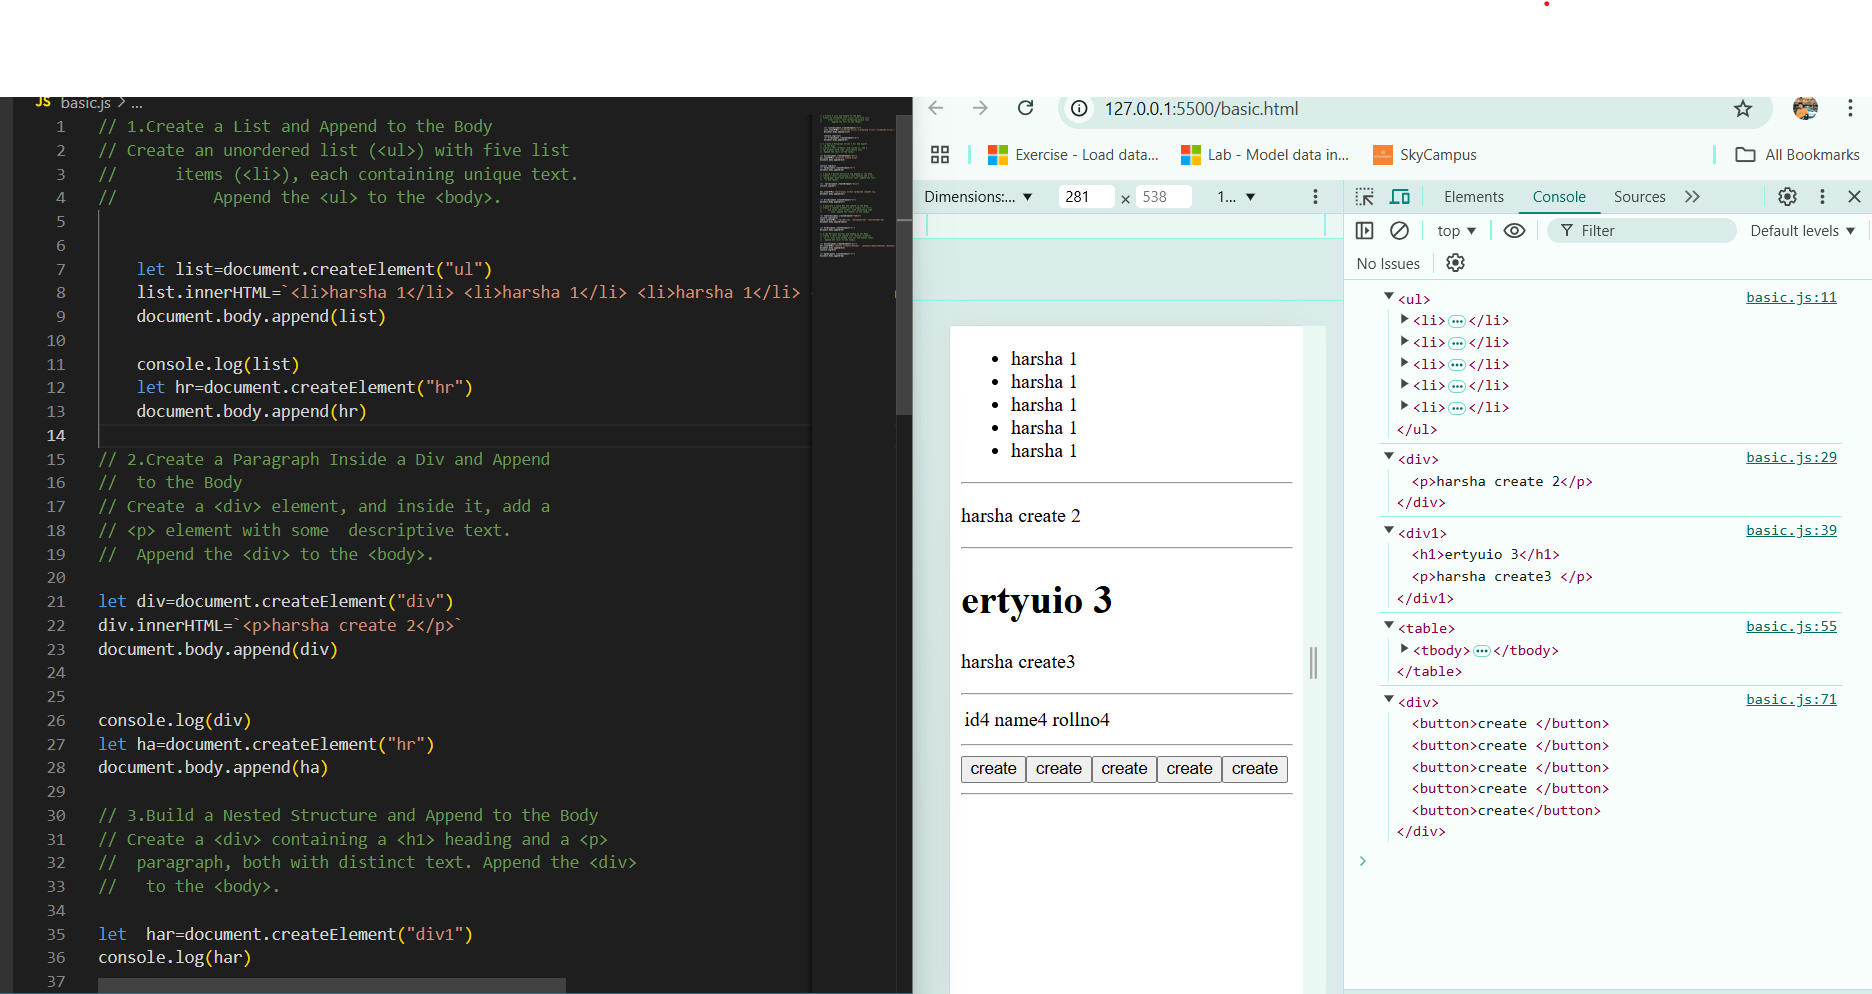 JS basic.js > ...
1 // 1.Create a List and Append to the Body
2 // Create an unordered list (<ul>) with five list
3 //      items (<li>), each containing unique text.
4 //          Append the <ul> to the <body>.
5
6
7     let list=document.createElement("ul")
8     list.innerHTML=`<li>harsha 1</li> <li>harsha 1</li> <li>harsha 1</li>
9     document.body.append(list)
10
11     console.log(list)
12     let hr=document.createElement("hr")
13     document.body.append(hr)
14
15 // 2.Create a Paragraph Inside a Div and Append
16 //  to the Body
17 // Create a <div> element, and inside it, add a
18 // <p> element with some  descriptive text.
19 //  Append the <div> to the <body>.
20
21 let div=document.createElement("div")
22 div.innerHTML=`<p>harsha create 2</p>`
23 document.body.append(div)
24
25
26 console.log(div)
27 let ha=document.createElement("hr")
28 document.body.append(ha)
29
30 // 3.Build a Nested Structure and Append to the Body
31 // Create a <div> containing a <h1> heading and a <p>
32 //  paragraph, both with distinct text. Append the <div>
33 //   to the <body>.
34
35 let  har=document.createElement("div1")
36 console.log(har)
37
127.0.0.1:5500/basic.html
Exercise - Load data... Lab - Model data in... SkyCampus All Bookmarks
Dimensions:... 281 × 538 1...
harsha 1
harsha 1
harsha 1
harsha 1
harsha 1
harsha create 2
ertyuio 3
harsha create3
id4 name4 rollno4
create create create create create
Elements Console Sources
top Filter Default levels
No Issues
<ul> basic.js:11
<li>...</li>
<li>...</li>
<li>...</li>
<li>...</li>
<li>...</li>
</ul>
<div> basic.js:29
<p>harsha create 2</p>
</div>
<div1> basic.js:39
<h1>ertyuio 3</h1>
<p>harsha create3 </p>
</div1>
<table> basic.js:55
<tbody>...</tbody>
</table>
<div> basic.js:71
<button>create </button>
<button>create </button>
<button>create </button>
<button>create </button>
<button>create</button>
</div>